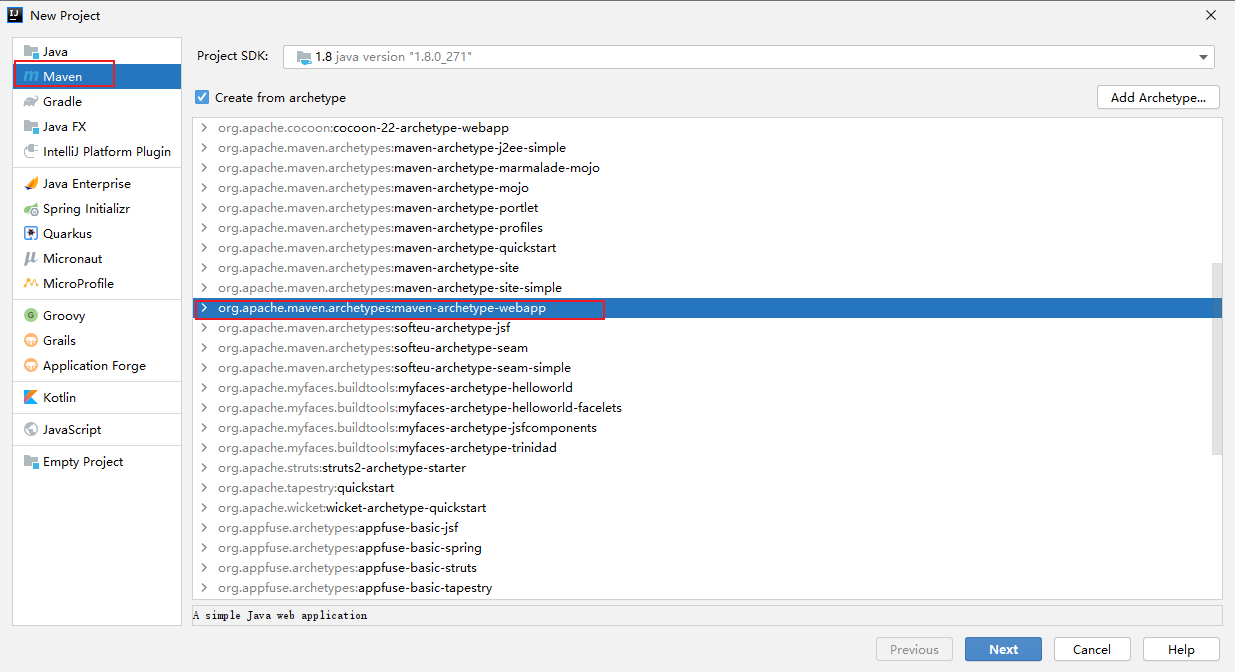 New Project
Java
Maven
Gradle
Java FX
IntelliJ Platform Plugin
Java Enterprise
Spring Initializr
Quarkus
Micronaut
MicroProfile
Groovy
Grails
Application Forge
Kotlin
JavaScript
Empty Project
Project SDK: 1.8 java version "1.8.0_271"
Create from archetype
Add Archetype...
org.apache.cocoon:cocoon-22-archetype-webapp
org.apache.maven.archetypes:maven-archetype-j2ee-simple
org.apache.maven.archetypes:maven-archetype-marmalade-mojo
org.apache.maven.archetypes:maven-archetype-mojo
org.apache.maven.archetypes:maven-archetype-portlet
org.apache.maven.archetypes:maven-archetype-profiles
org.apache.maven.archetypes:maven-archetype-quickstart
org.apache.maven.archetypes:maven-archetype-site
org.apache.maven.archetypes:maven-archetype-site-simple
org.apache.maven.archetypes:maven-archetype-webapp
org.apache.maven.archetypes:softeu-archetype-jsf
org.apache.maven.archetypes:softeu-archetype-seam
org.apache.maven.archetypes:softeu-archetype-seam-simple
org.apache.myfaces.buildtools:myfaces-archetype-helloworld
org.apache.myfaces.buildtools:myfaces-archetype-helloworld-facelets
org.apache.myfaces.buildtools:myfaces-archetype-jsfcomponents
org.apache.myfaces.buildtools:myfaces-archetype-trinidad
org.apache.struts:struts2-archetype-starter
org.apache.tapestry:quickstart
org.apache.wicket:wicket-archetype-quickstart
org.appfuse.archetypes:appfuse-basic-jsf
org.appfuse.archetypes:appfuse-basic-spring
org.appfuse.archetypes:appfuse-basic-struts
org.appfuse.archetypes:appfuse-basic-tapestry
A simple Java web application
Previous
Next
Cancel
Help